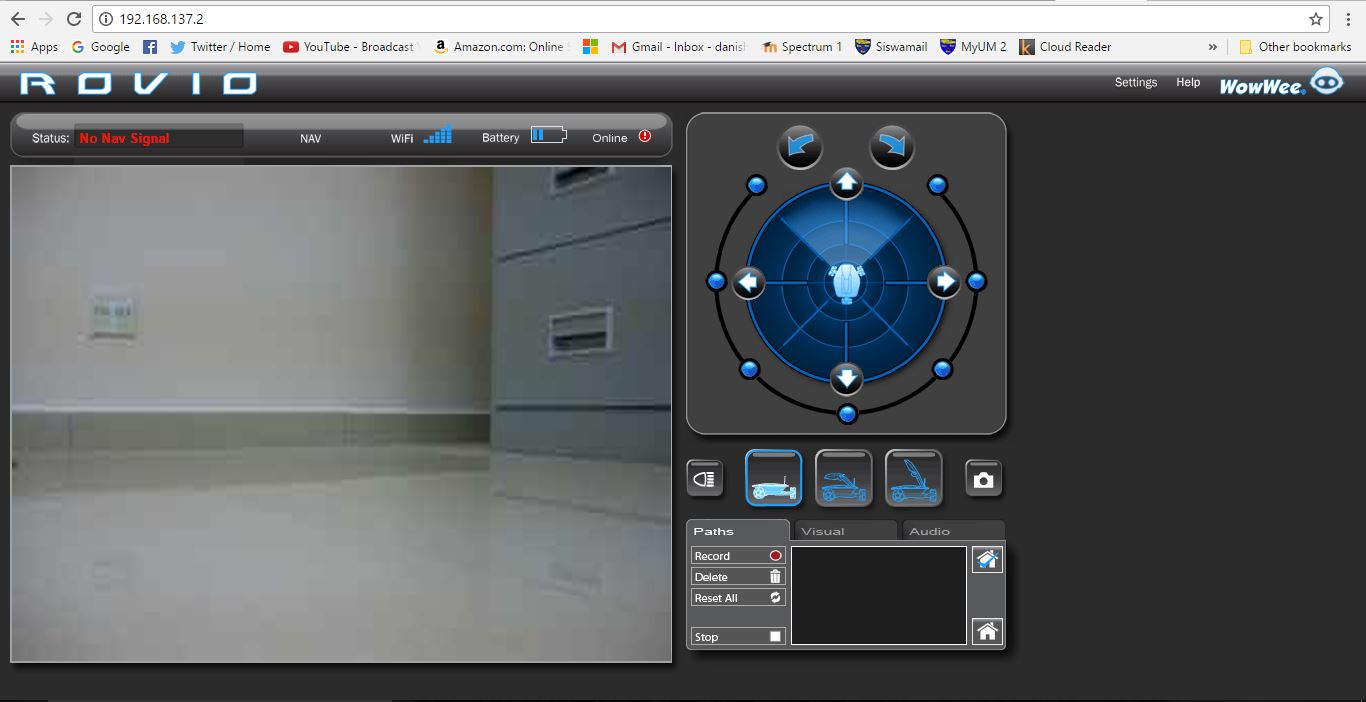 192.168.137.2
Apps Google Twitter / Home YouTube - Broadcast Amazon.com: Online Gmail - Inbox - danis Spectrum 1 Siswamail MyUM 2 Cloud Reader » Other bookmarks
ROVIO Settings Help WowWee
Status: No Nav Signal NAV WiFi Battery Online
Paths Visual Audio
Record
Delete
Reset All
Stop